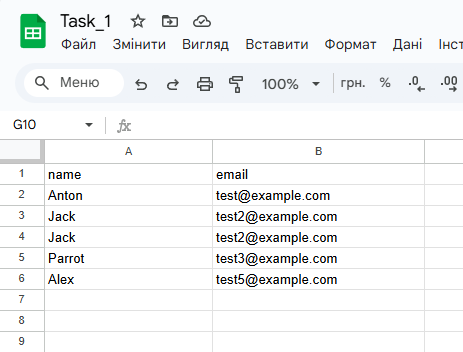 Task_1
Файл Змінити Вигляд Вставити Формат Дані
Меню 100% грн. % .0 .00
G10 fx
A B
1 name email
2 Anton test@example.com
3 Jack test2@example.com
4 Jack test2@example.com
5 Parrot test3@example.com
6 Alex test5@example.com
7
8
9